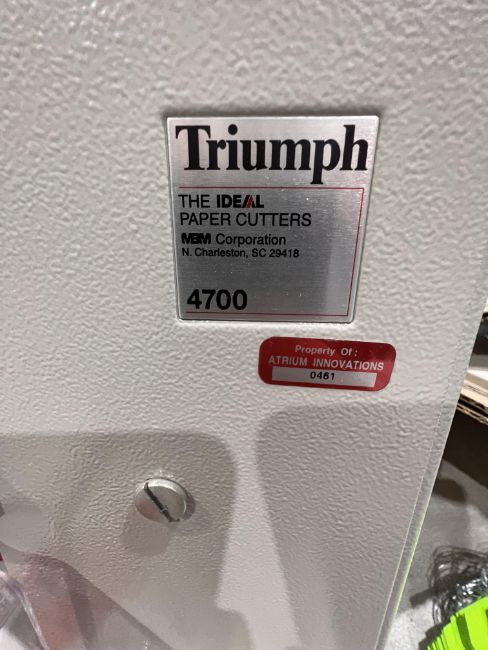 Triumph
THE IDEAL
PAPER CUTTERS
MBM Corporation
N. Charleston, SC 29418
4700
Property Of :
ATRIUM INNOVATIONS
0461